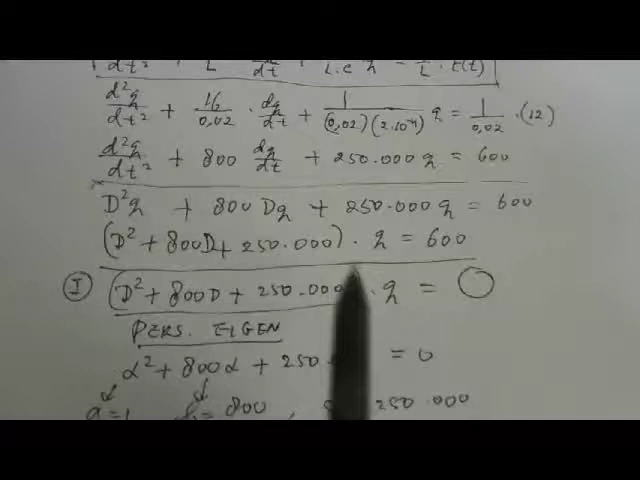 dt² + L dt L.C q = L · E(t)
d²q/dt² + 16/0,02 · dq/dt + 1/(0,02)(2.10⁻⁴) q = 1/0,02 · (12)
d²q/dt² + 800 dq/dt + 250.000 q = 600
D²q + 800 Dq + 250.000 q = 600
(D² + 800D + 250.000) · q = 600
I (D² + 800D + 250.000 · q = 0
PERS. EIGEN
α² + 800α + 250 = 0
a = 1 = 800 , 250.000